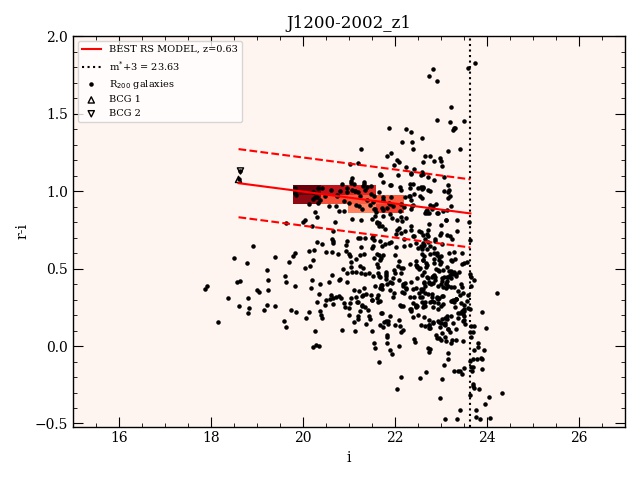 J1200-2002_z1
BEST RS MODEL, z=0.63
m*+3 = 23.63
R200 galaxies
BCG 1
BCG 2
2.0
1.5
1.0
0.5
0.0
−0.5
r-i
16 18 20 22 24 26
i